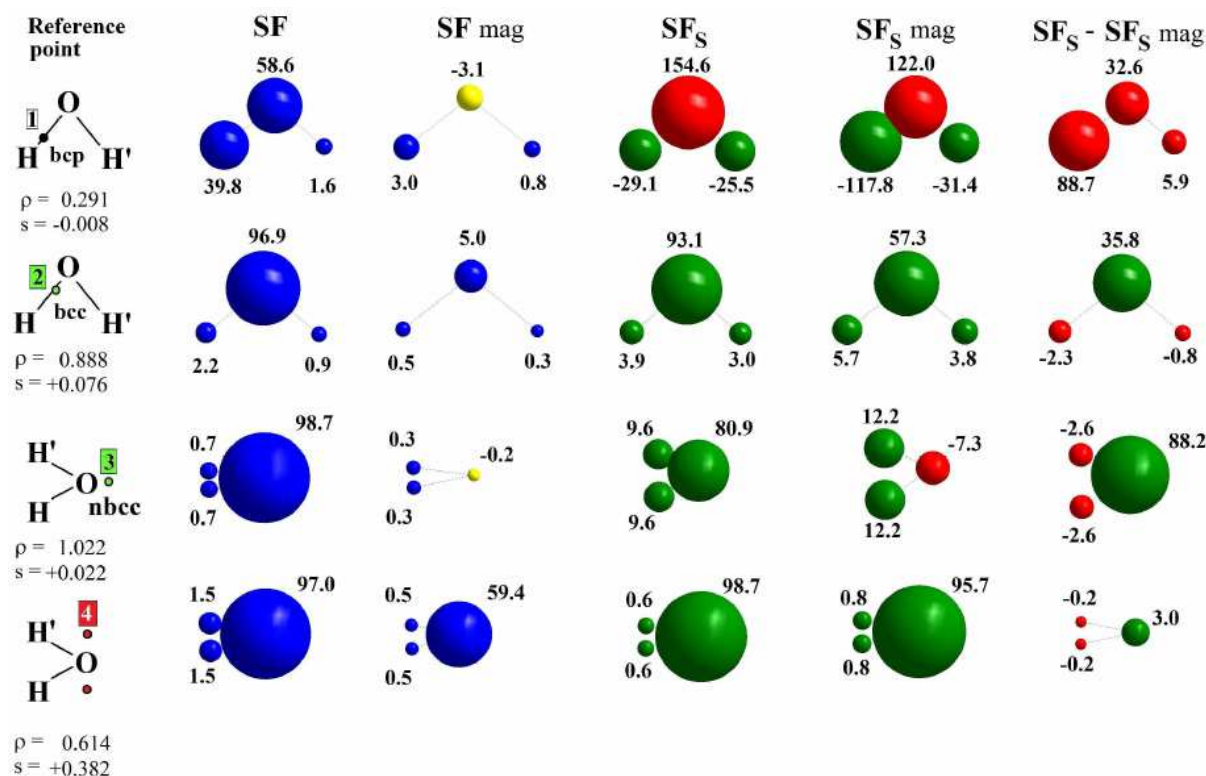 Reference point SF SF mag SF_S SF_S mag SF_S - SF_S mag
58.6 -3.1 154.6 122.0 32.6
1 O
H bcp H'
39.8 1.6 3.0 0.8 -29.1 -25.5 -117.8 -31.4 88.7 5.9
ρ = 0.291
s = -0.008
96.9 5.0 93.1 57.3 35.8
2 O
H bcc H'
2.2 0.9 0.5 0.3 3.9 3.0 5.7 3.8 -2.3 -0.8
ρ = 0.888
s = +0.076
H' 3 0.7 98.7 0.3 -0.2 9.6 80.9 12.2 -7.3 -2.6 88.2
O
H nbcc 0.7 0.3 9.6 12.2 -2.6
ρ = 1.022
s = +0.022
4 1.5 97.0 0.5 59.4 0.6 98.7 0.8 95.7 -0.2 3.0
H' O
H 1.5 0.5 0.6 0.8 -0.2
ρ = 0.614
s = +0.382